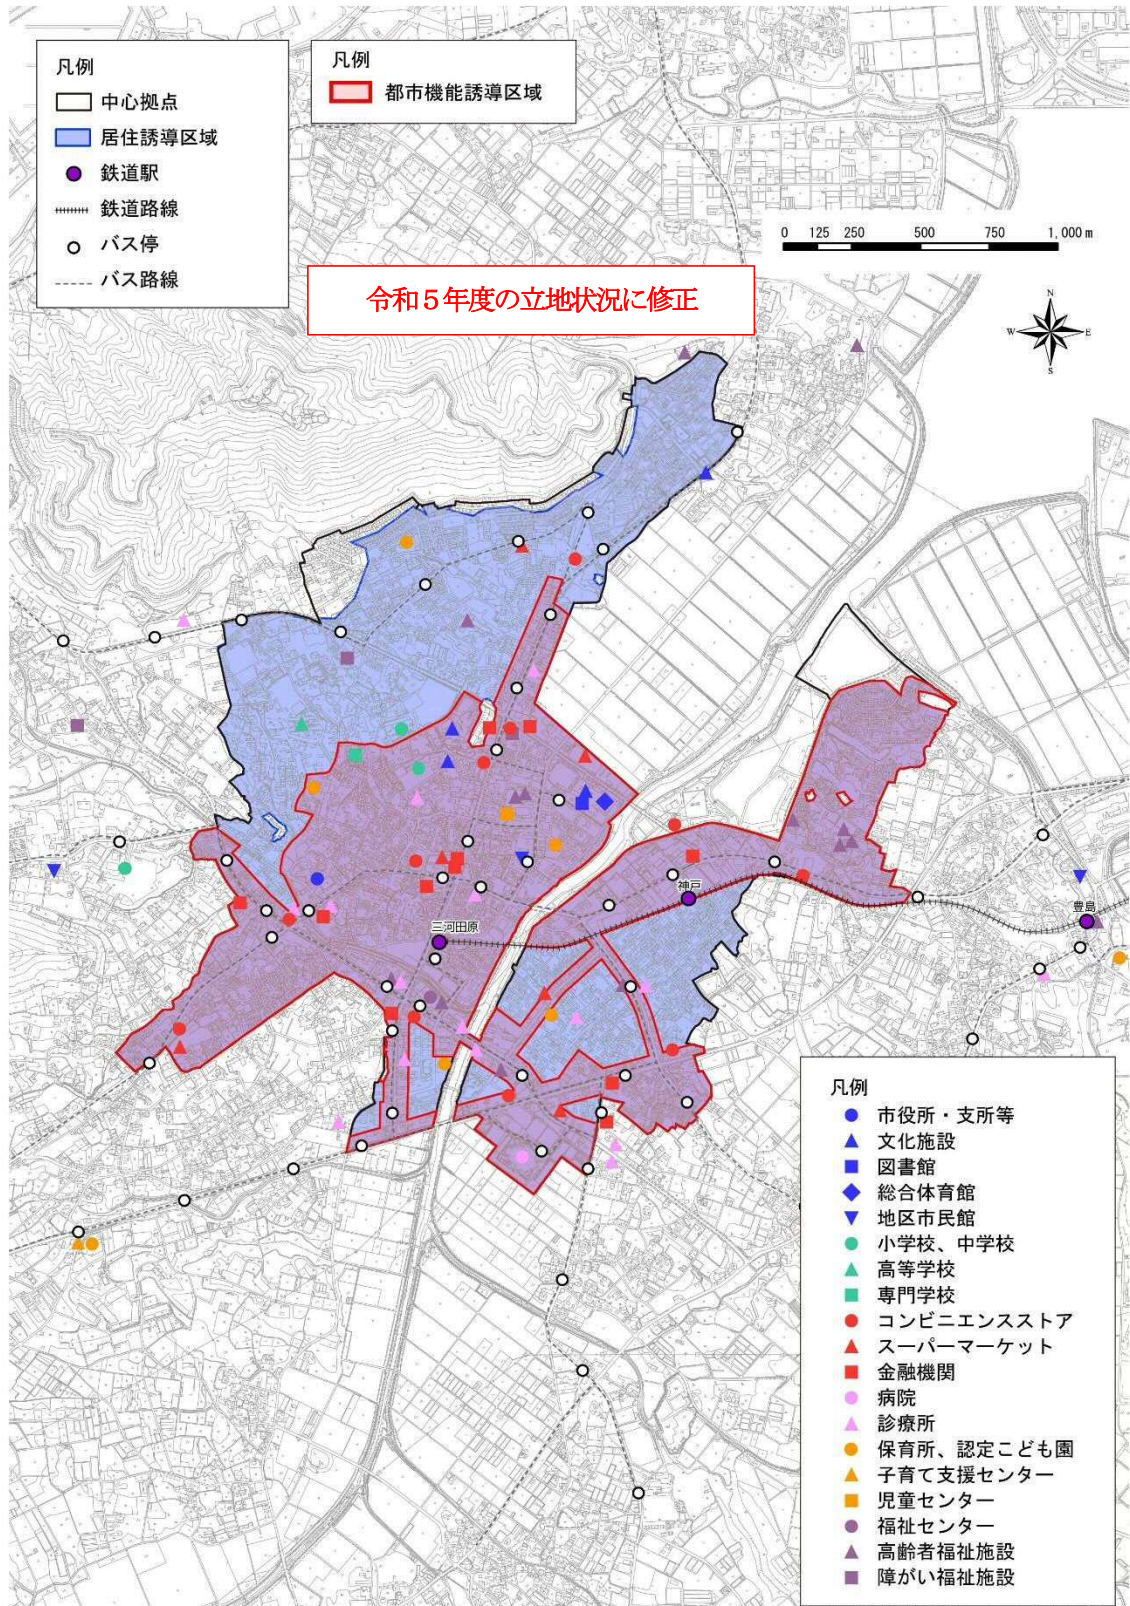 凡例
中心拠点
居住誘導区域
鉄道駅
鉄道路線
バス停
バス路線
凡例
都市機能誘導区域
0 125 250 500 750 1,000 m
令和５年度の立地状況に修正
N
W E
S
神戸
三河田原
豊島
凡例
市役所・支所等
文化施設
図書館
総合体育館
地区市民館
小学校、中学校
高等学校
専門学校
コンビニエンスストア
スーパーマーケット
金融機関
病院
診療所
保育所、認定こども園
子育て支援センター
児童センター
福祉センター
高齢者福祉施設
障がい福祉施設